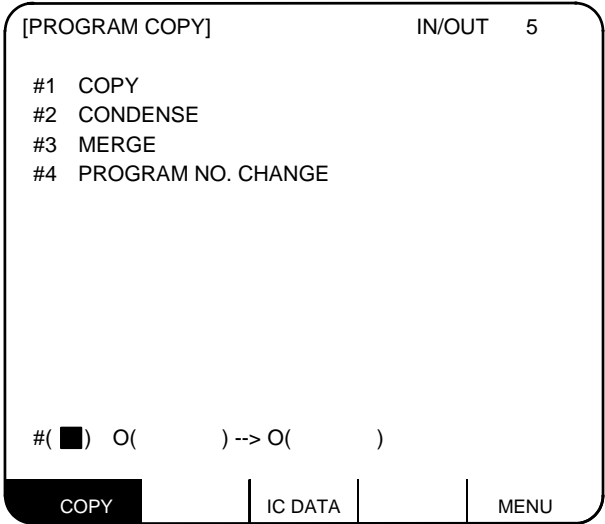 [PROGRAM COPY] IN/OUT 5
#1 COPY
#2 CONDENSE
#3 MERGE
#4 PROGRAM NO. CHANGE
#( ) O( ) --> O( )
COPY IC DATA MENU